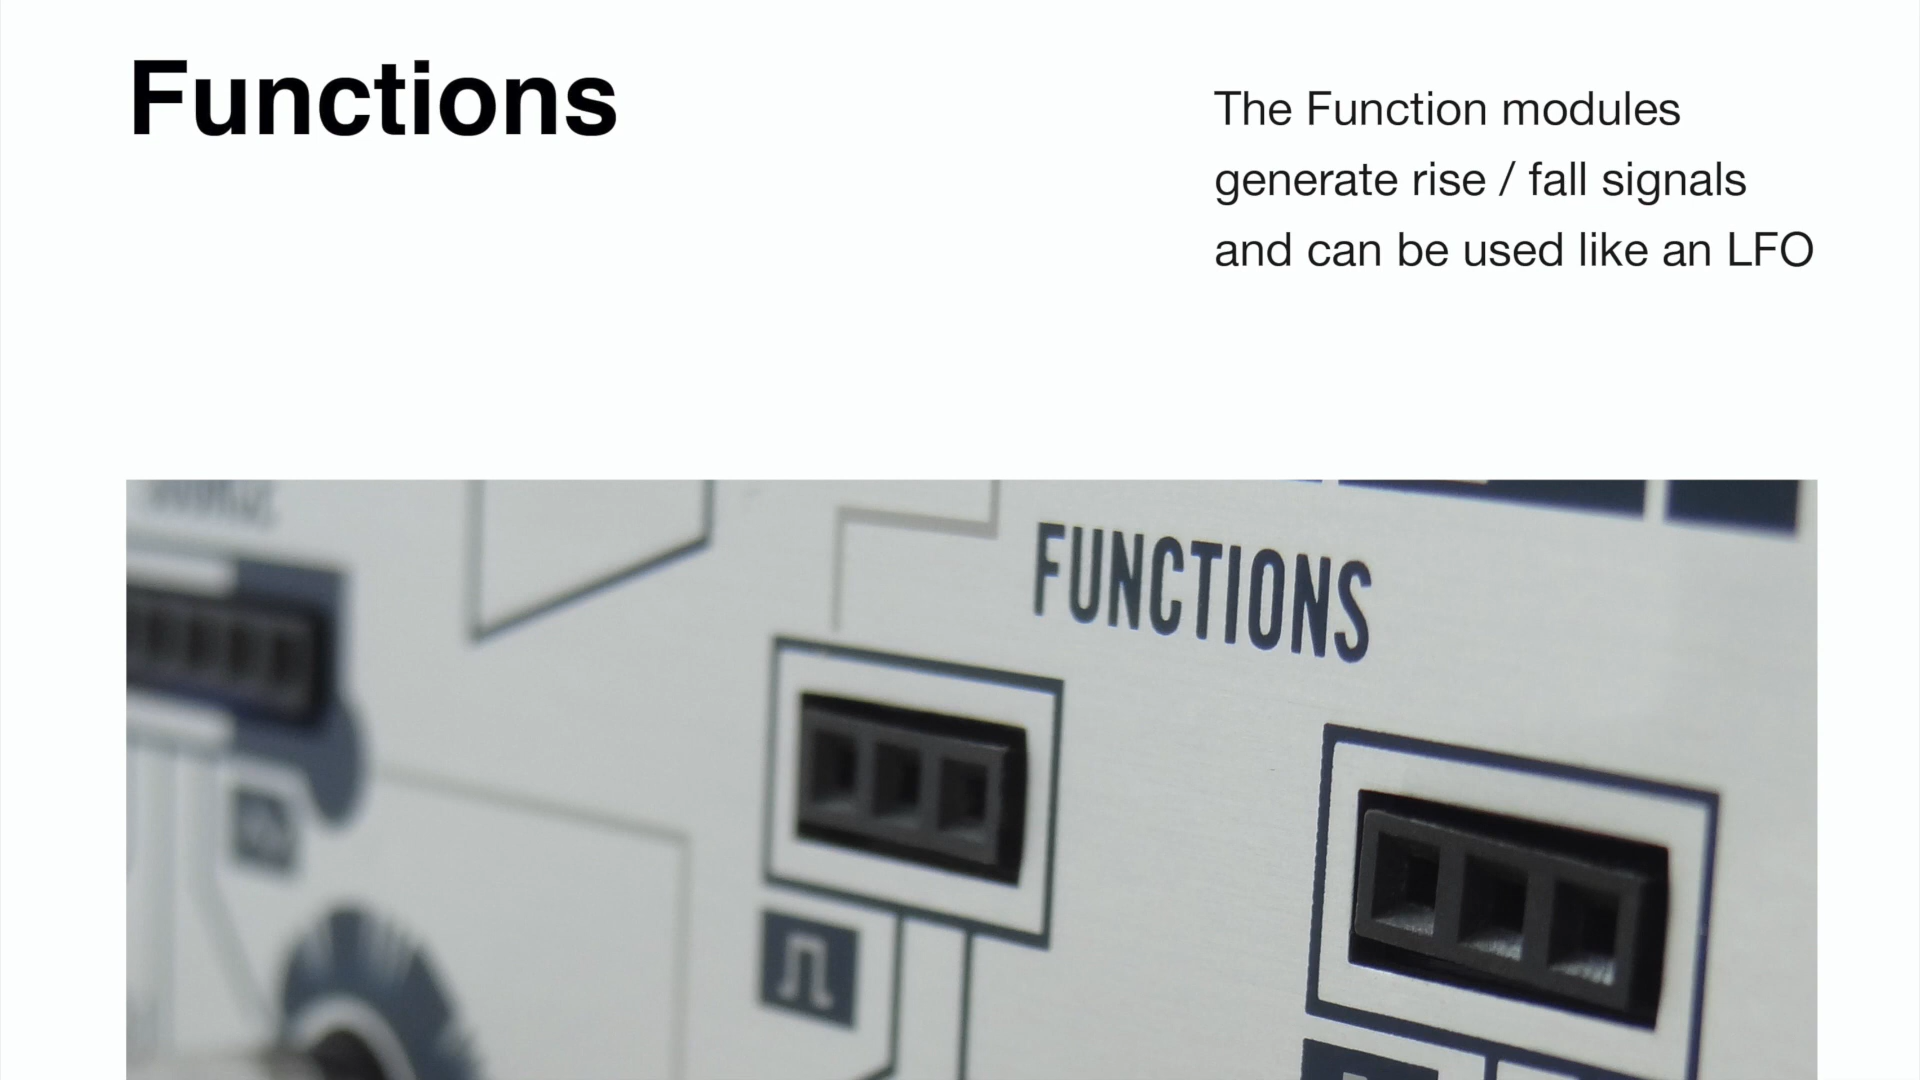 Functions
The Function modules
generate rise / fall signals
and can be used like an LFO
FUNCTIONS